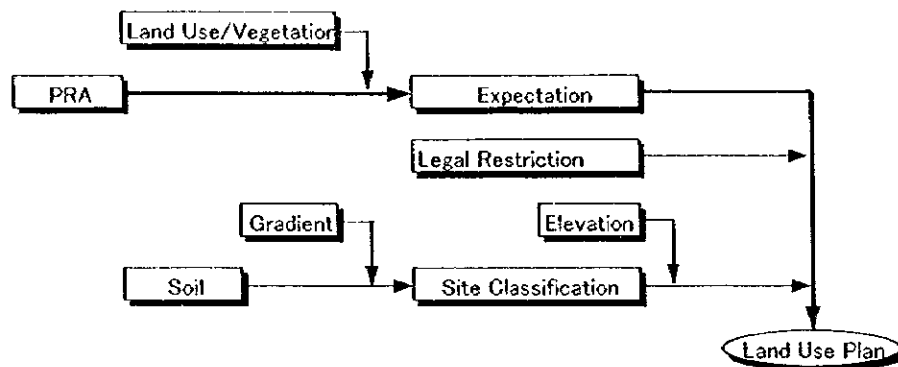 Land Use/Vegetation
PRA
Expectation
Legal Restriction
Gradient
Elevation
Soil
Site Classification
Land Use Plan